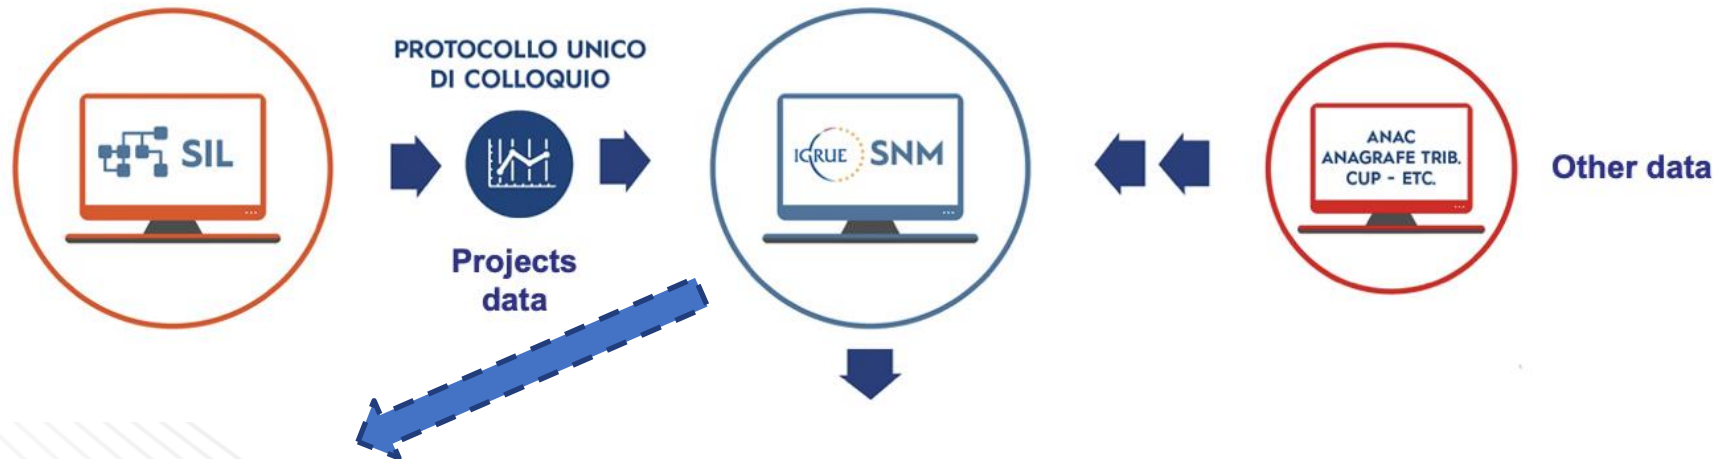 PROTOCOLLO UNICO
DI COLLOQUIO
SIL
Projects
data
IGRUE SNM
ANAC
ANAGRAFE TRIB.
CUP - ETC.
Other data